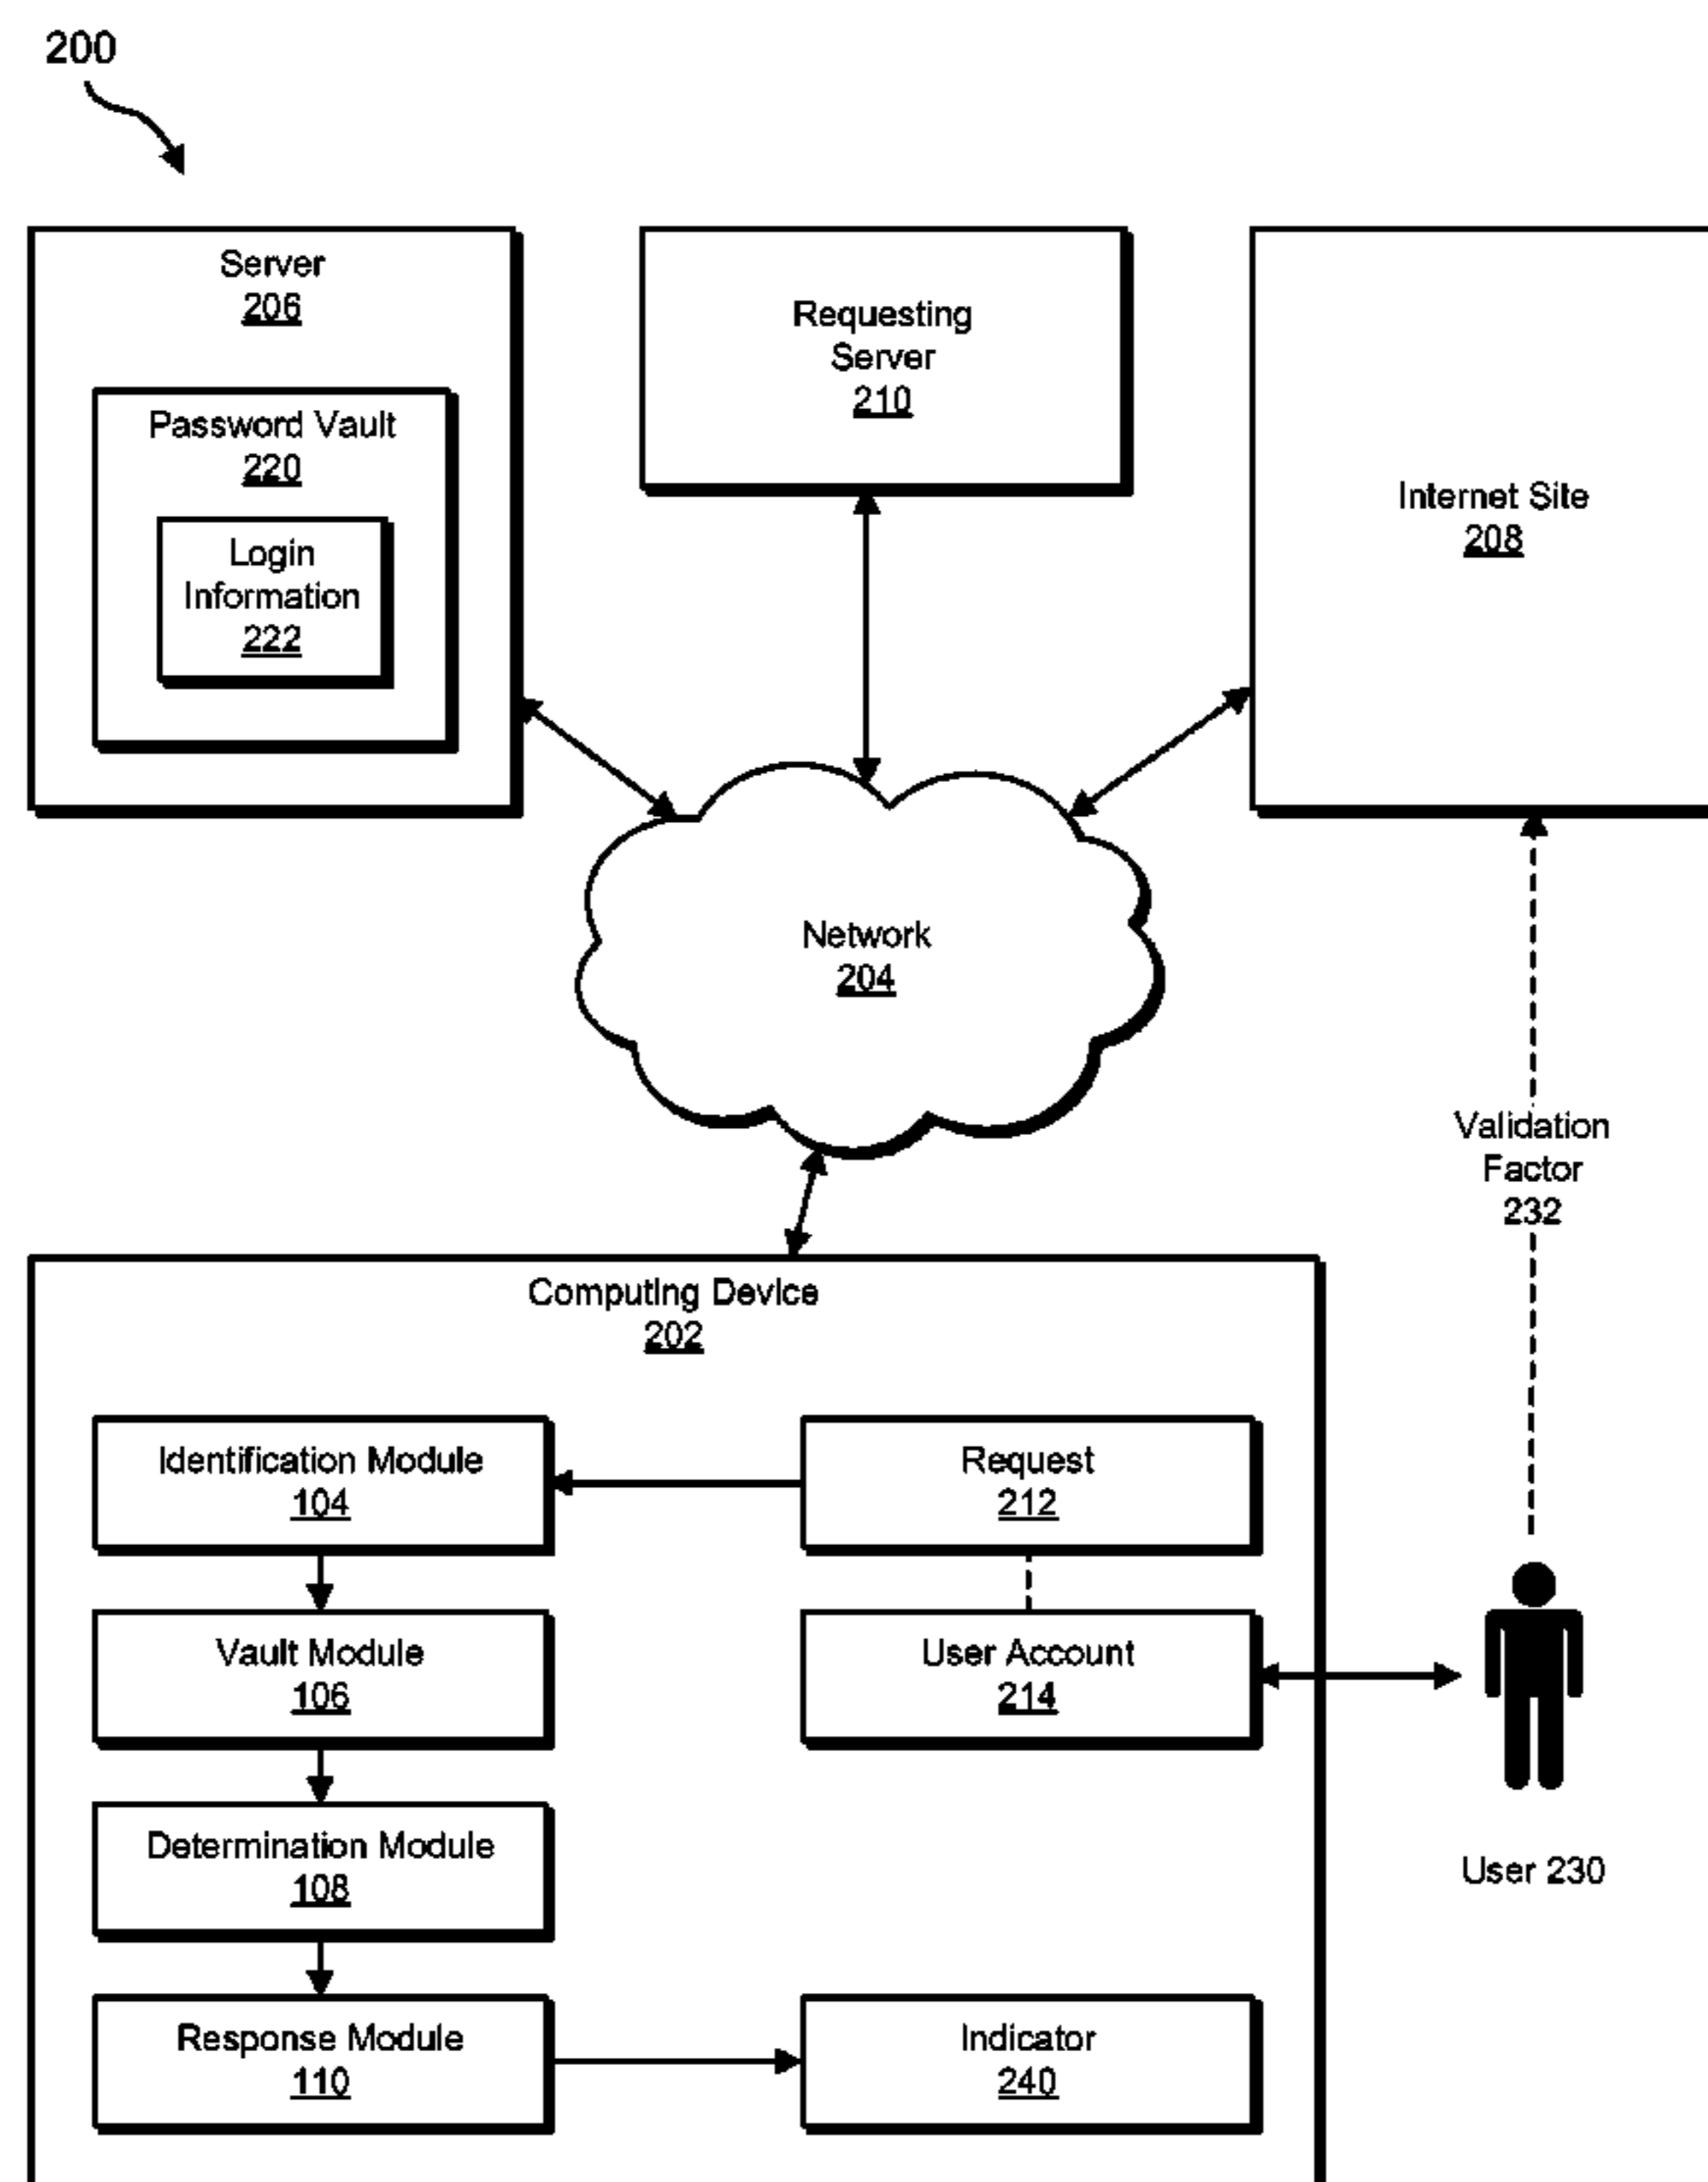 200
Server
206
Password Vault
220
Login
Information
222
Requesting
Server
210
Internet Site
208
Network
204
Validation
Factor
232
Computing Device
202
Identification Module
104
Request
212
Vault Module
106
User Account
214
Determination Module
108
User 230
Response Module
110
Indicator
240